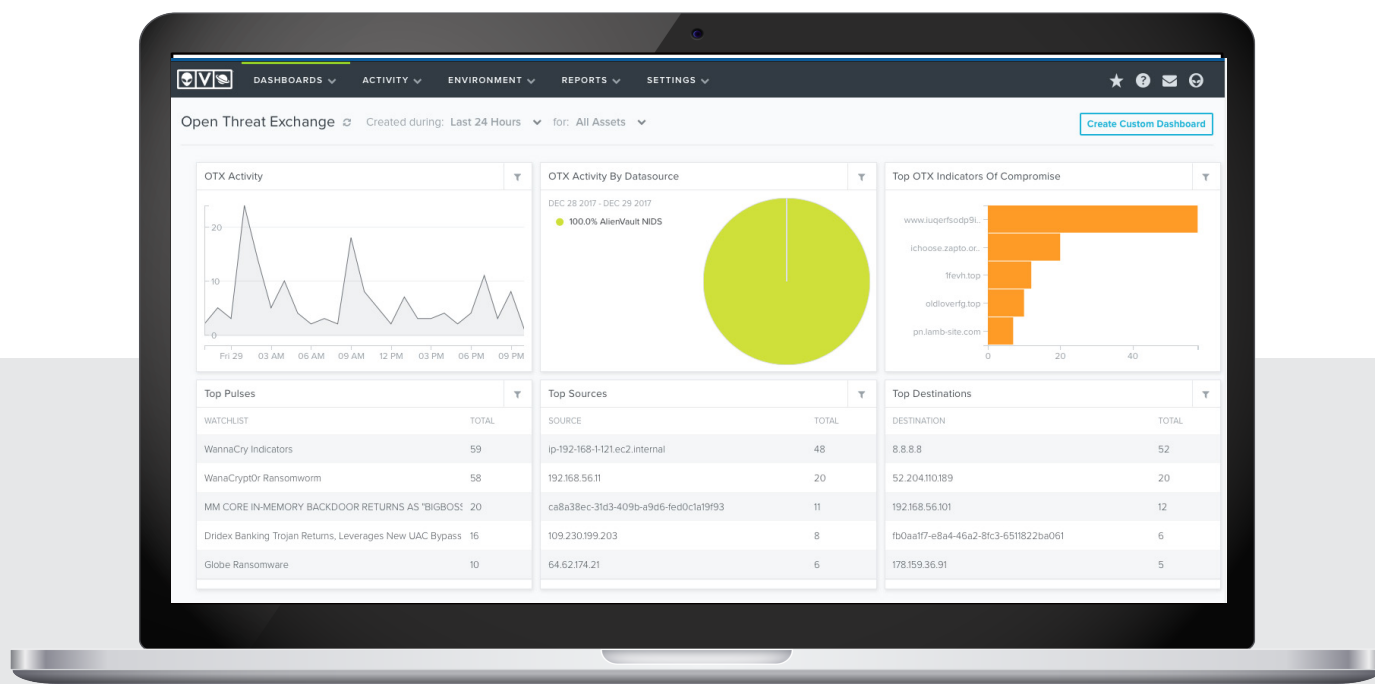 DASHBOARDS ACTIVITY ENVIRONMENT REPORTS SETTINGS
Open Threat Exchange Created during: Last 24 Hours for: All Assets
Create Custom Dashboard
OTX Activity
20
10
0
Fri 29 03 AM 06 AM 09 AM 12 PM 03 PM 06 PM 09 PM
OTX Activity By Datasource
DEC 28 2017 - DEC 29 2017
100.0% AlienVault NIDS
Top OTX Indicators Of Compromise
www.iuqerfsodp9i..
ichoose.zapto.or..
1fevh.top
oldloverfg.top
pn.lamb-site.com
0 20 40
Top Pulses
WATCHLIST TOTAL
WannaCry Indicators 59
WanaCrypt0r Ransomworm 58
MM CORE IN-MEMORY BACKDOOR RETURNS AS "BIGBOSS 20
Dridex Banking Trojan Returns, Leverages New UAC Bypass 16
Globe Ransomware 10
Top Sources
SOURCE TOTAL
ip-192-168-1-121.ec2.internal 48
192.168.56.11 20
ca8a38ec-31d3-409b-a9d6-fed0c1a19f93 11
109.230.199.203 8
64.62.174.21 6
Top Destinations
DESTINATION TOTAL
8.8.8.8 52
52.204.110.189 20
192.168.56.101 12
fb0aa1f7-e8a4-46a2-8fc3-6511822ba061 6
178.159.36.91 5